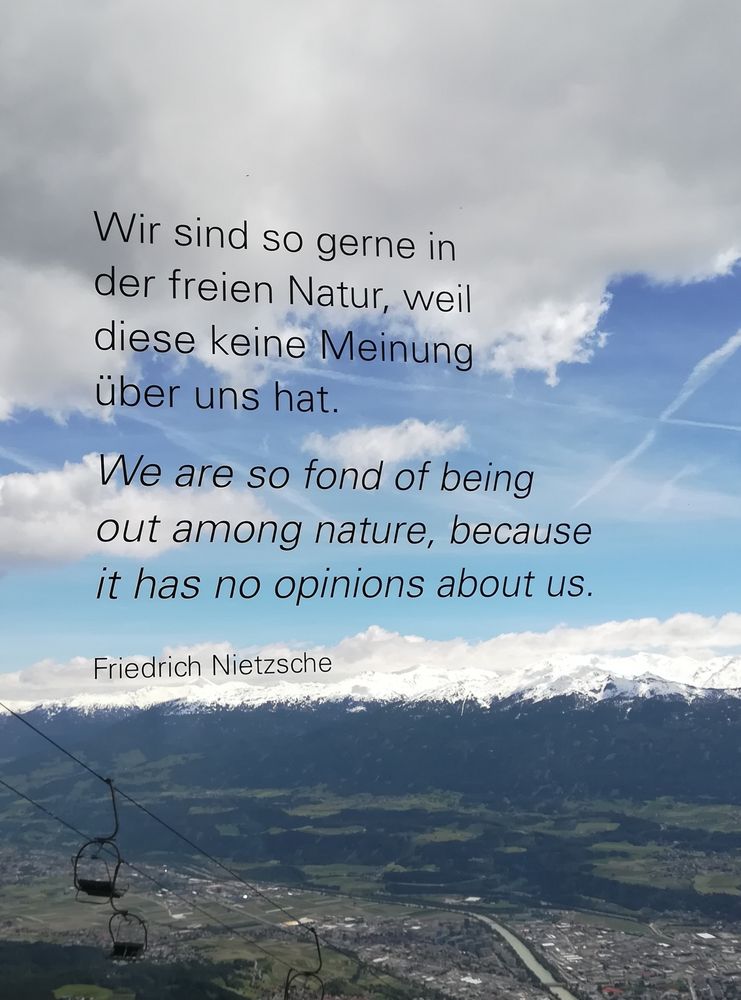 Wir sind so gerne in
der freien Natur, weil
diese keine Meinung
über uns hat.
We are so fond of being
out among nature, because
it has no opinions about us.
Friedrich Nietzsche